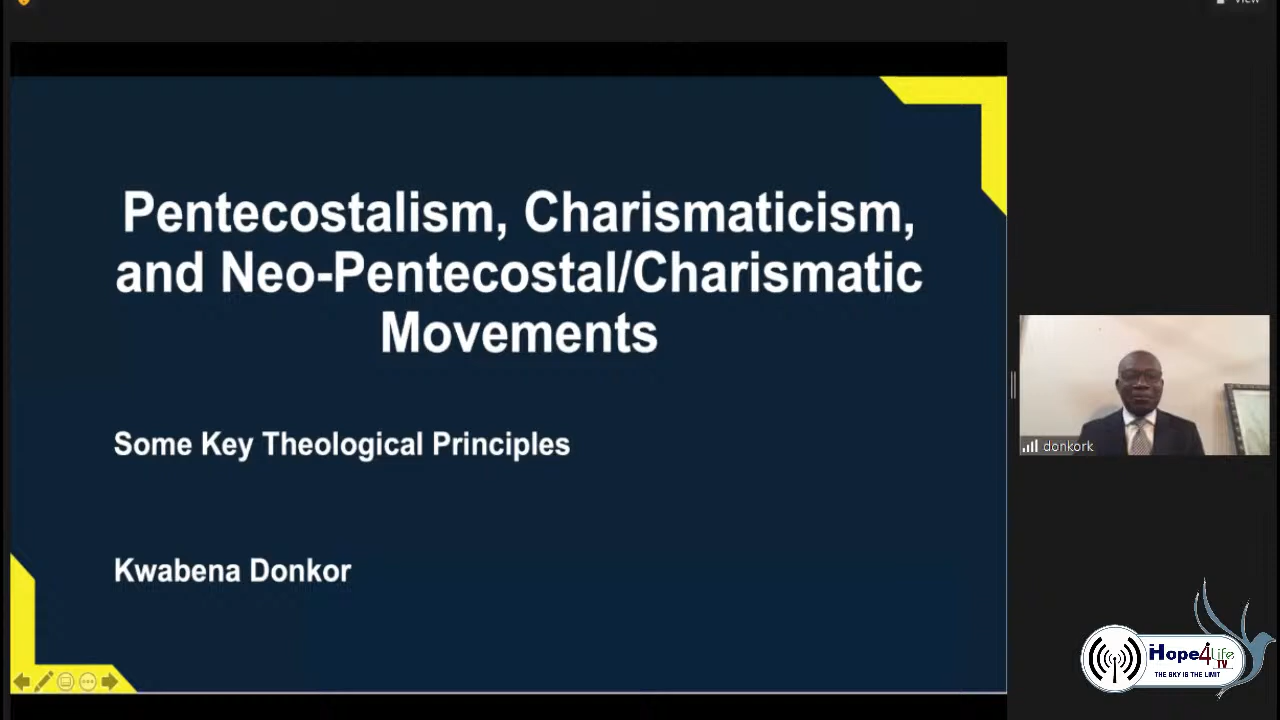 View
Pentecostalism, Charismaticism,
and Neo-Pentecostal/Charismatic
Movements
Some Key Theological Principles
Kwabena Donkor
donkork
Hope4Life
TV
THE SKY IS THE LIMIT